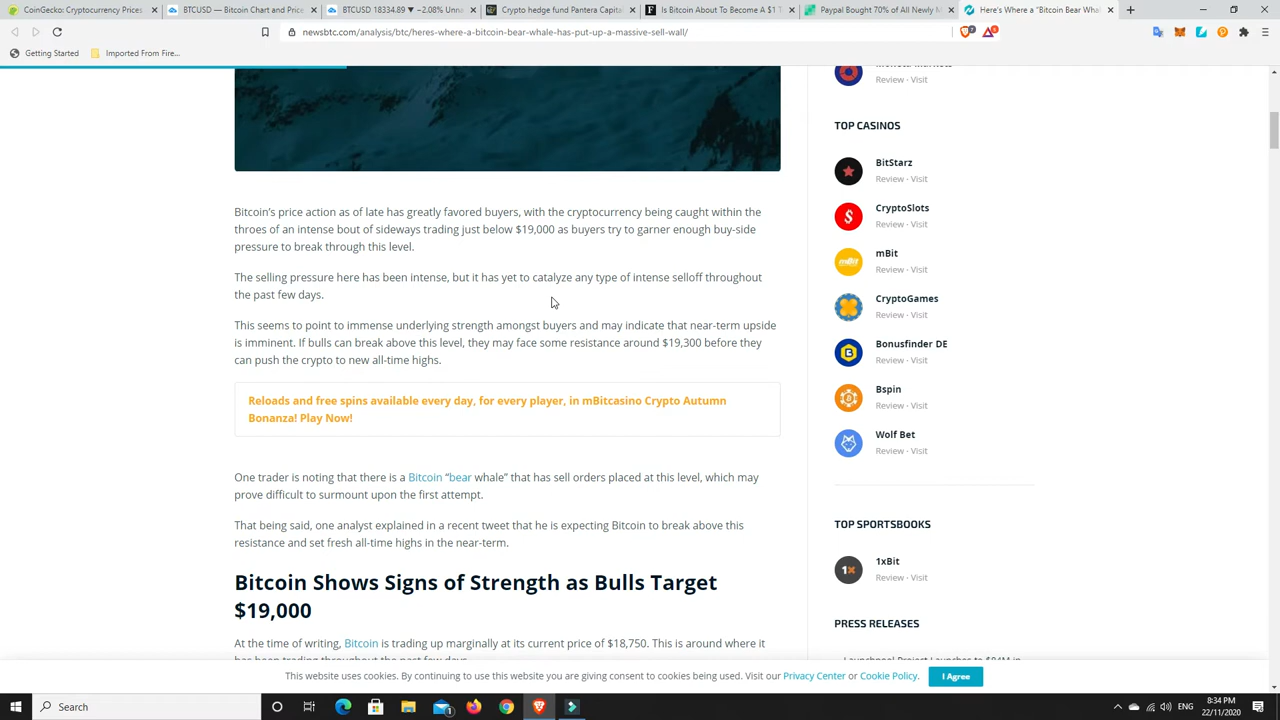 CoinGecko: Cryptocurrency Prices
BTCUSD — Bitcoin Chart and Price
BTCUSD 18334.89 ▼ −2.08% Unna
Crypto hedge fund Pantera Capital
Is Bitcoin About To Become A $1 T
Paypal Bought 70% of All Newly M
Here's Where a "Bitcoin Bear Wha
newsbtc.com/analysis/btc/heres-where-a-bitcoin-bear-whale-has-put-up-a-massive-sell-wall/
Getting Started
Imported From Fire...
Review - Visit
TOP CASINOS
BitStarz
Review - Visit
CryptoSlots
Review - Visit
mBit
Review - Visit
CryptoGames
Review - Visit
Bonusfinder DE
Review - Visit
Bspin
Review - Visit
Wolf Bet
Review - Visit
TOP SPORTSBOOKS
1xBit
Review - Visit
PRESS RELEASES
Bitcoin's price action as of late has greatly favored buyers, with the cryptocurrency being caught within the
throes of an intense bout of sideways trading just below $19,000 as buyers try to garner enough buy-side
pressure to break through this level.
The selling pressure here has been intense, but it has yet to catalyze any type of intense selloff throughout
the past few days.
This seems to point to immense underlying strength amongst buyers and may indicate that near-term upside
is imminent. If bulls can break above this level, they may face some resistance around $19,300 before they
can push the crypto to new all-time highs.
Reloads and free spins available every day, for every player, in mBitcasino Crypto Autumn
Bonanza! Play Now!
One trader is noting that there is a Bitcoin "bear whale" that has sell orders placed at this level, which may
prove difficult to surmount upon the first attempt.
That being said, one analyst explained in a recent tweet that he is expecting Bitcoin to break above this
resistance and set fresh all-time highs in the near-term.
Bitcoin Shows Signs of Strength as Bulls Target
$19,000
At the time of writing, Bitcoin is trading up marginally at its current price of $18,750. This is around where it
has been trading throughout the past few days.
This website uses cookies. By continuing to use this website you are giving consent to cookies being used. Visit our Privacy Center or Cookie Policy.
I Agree
Search
ENG
8:34 PM
22/11/2020